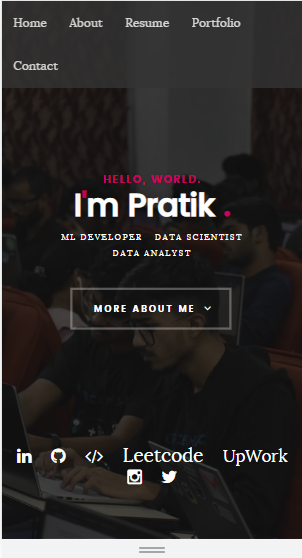 Home About Resume Portfolio
Contact
HELLO, WORLD.
I'm Pratik .
ML DEVELOPER DATA SCIENTIST
DATA ANALYST
MORE ABOUT ME
Leetcode UpWork